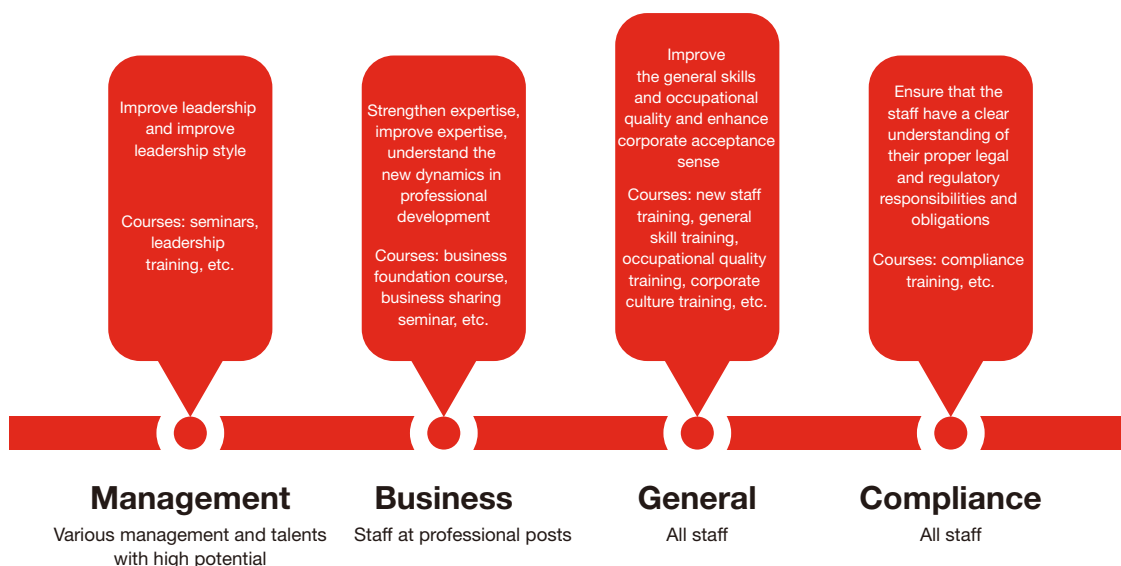 Improve leadership
and improve
leadership style
Courses: seminars,
leadership
training, etc.
Strengthen expertise,
improve expertise,
understand the
new dynamics in
professional
development
Courses: business
foundation course,
business sharing
seminar, etc.
Improve
the general skills
and occupational
quality and enhance
corporate acceptance
sense
Courses: new staff
training, general
skill training,
occupational quality
training, corporate
culture training, etc.
Ensure that the
staff have a clear
understanding of
their proper legal
and regulatory
responsibilities and
obligations
Courses: compliance
training, etc.
Management
Various management and talents
with high potential
Business
Staff at professional posts
General
All staff
Compliance
All staff